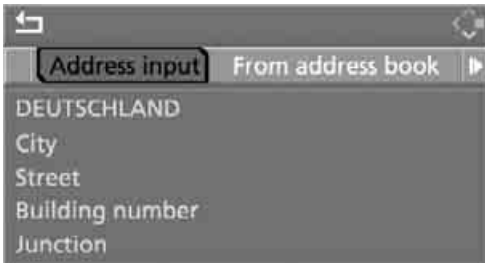 Address input From address book
DEUTSCHLAND
City
Street
Building number
Junction